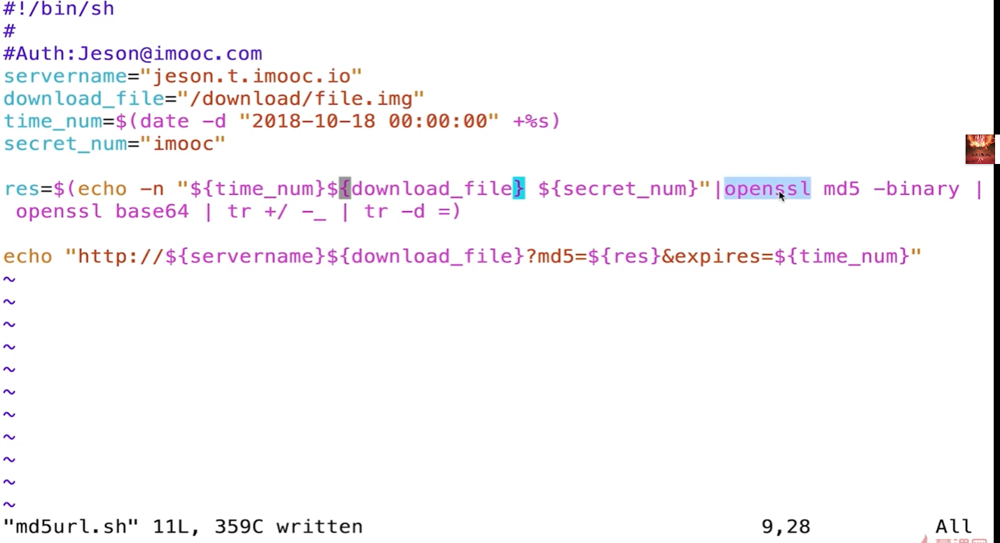 #!/bin/sh
#
#Auth:Jeson@imooc.com
servername="jeson.t.imooc.io"
download_file="/download/file.img"
time_num=$(date -d "2018-10-18 00:00:00" +%s)
secret_num="imooc"
res=$(echo -n "${time_num}${download_file} ${secret_num}"|openssl md5 -binary |
 openssl base64 | tr +/ -_ | tr -d =)
echo "http://${servername}${download_file}?md5=${res}&expires=${time_num}"
~
~
~
~
~
~
~
~
~
~
~
"md5url.sh" 11L, 359C written 9,28 All